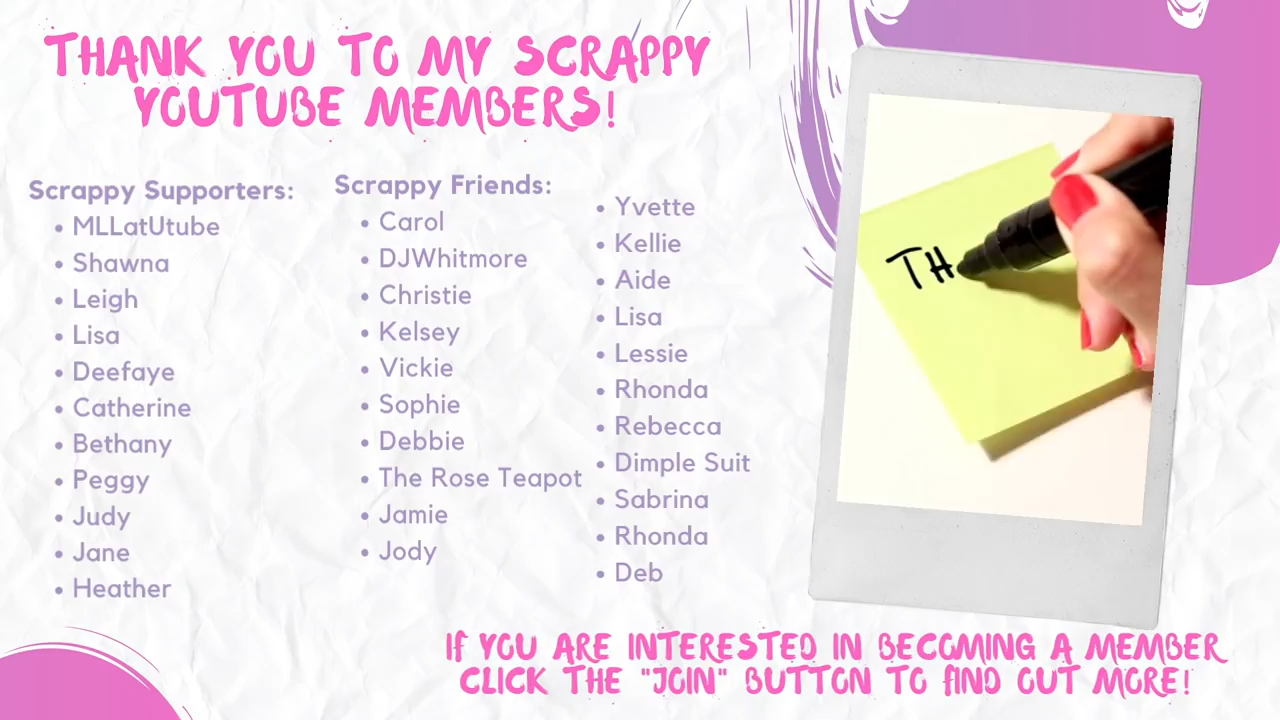 THANK YOU TO MY SCRAPPY
YOUTUBE MEMBERS!
Scrappy Supporters:
• MLLatUtube
• Shawna
• Leigh
• Lisa
• Deefaye
• Catherine
• Bethany
• Peggy
• Judy
• Jane
• Heather
Scrappy Friends:
• Carol
• DJWhitmore
• Christie
• Kelsey
• Vickie
• Sophie
• Debbie
• The Rose Teapot
• Jamie
• Jody
• Yvette
• Kellie
• Aide
• Lisa
• Lessie
• Rhonda
• Rebecca
• Dimple Suit
• Sabrina
• Rhonda
• Deb
TH
IF YOU ARE INTERESTED IN BECOMING A MEMBER
CLICK THE "JOIN" BUTTON TO FIND OUT MORE!